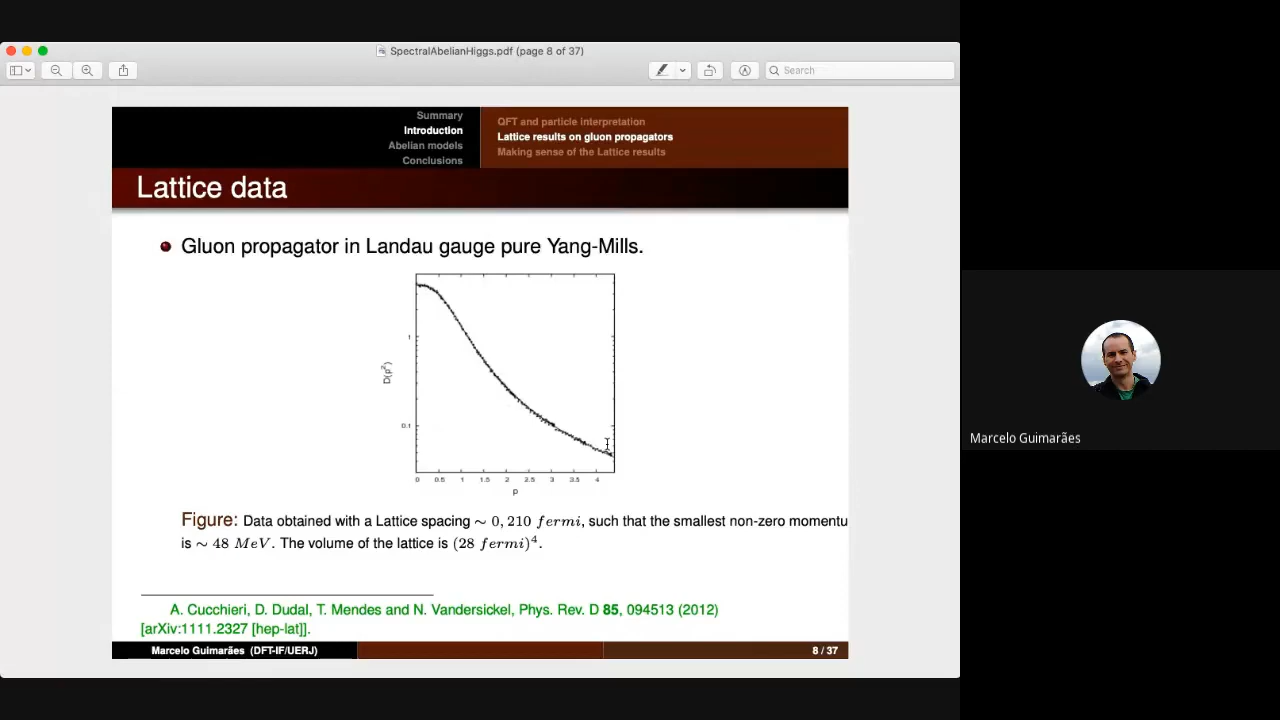 SpectralAbelianHiggs.pdf (page 8 of 37)
Search
Summary
Introduction
Abelian models
Conclusions
QFT and particle interpretation
Lattice results on gluon propagators
Making sense of the Lattice results
Lattice data
Gluon propagator in Landau gauge pure Yang-Mills.
1
D(p²)
0.1
0 0.5 1 1.5 2 2.5 3 3.5 4
p
Figure: Data obtained with a Lattice spacing ∼ 0, 210 fermi, such that the smallest non-zero momentu
is ∼ 48 MeV. The volume of the lattice is (28 fermi)⁴.
A. Cucchieri, D. Dudal, T. Mendes and N. Vandersickel, Phys. Rev. D 85, 094513 (2012)
[arXiv:1111.2327 [hep-lat]].
Marcelo Guimarães (DFT-IF/UERJ)
8 / 37
Marcelo Guimarães